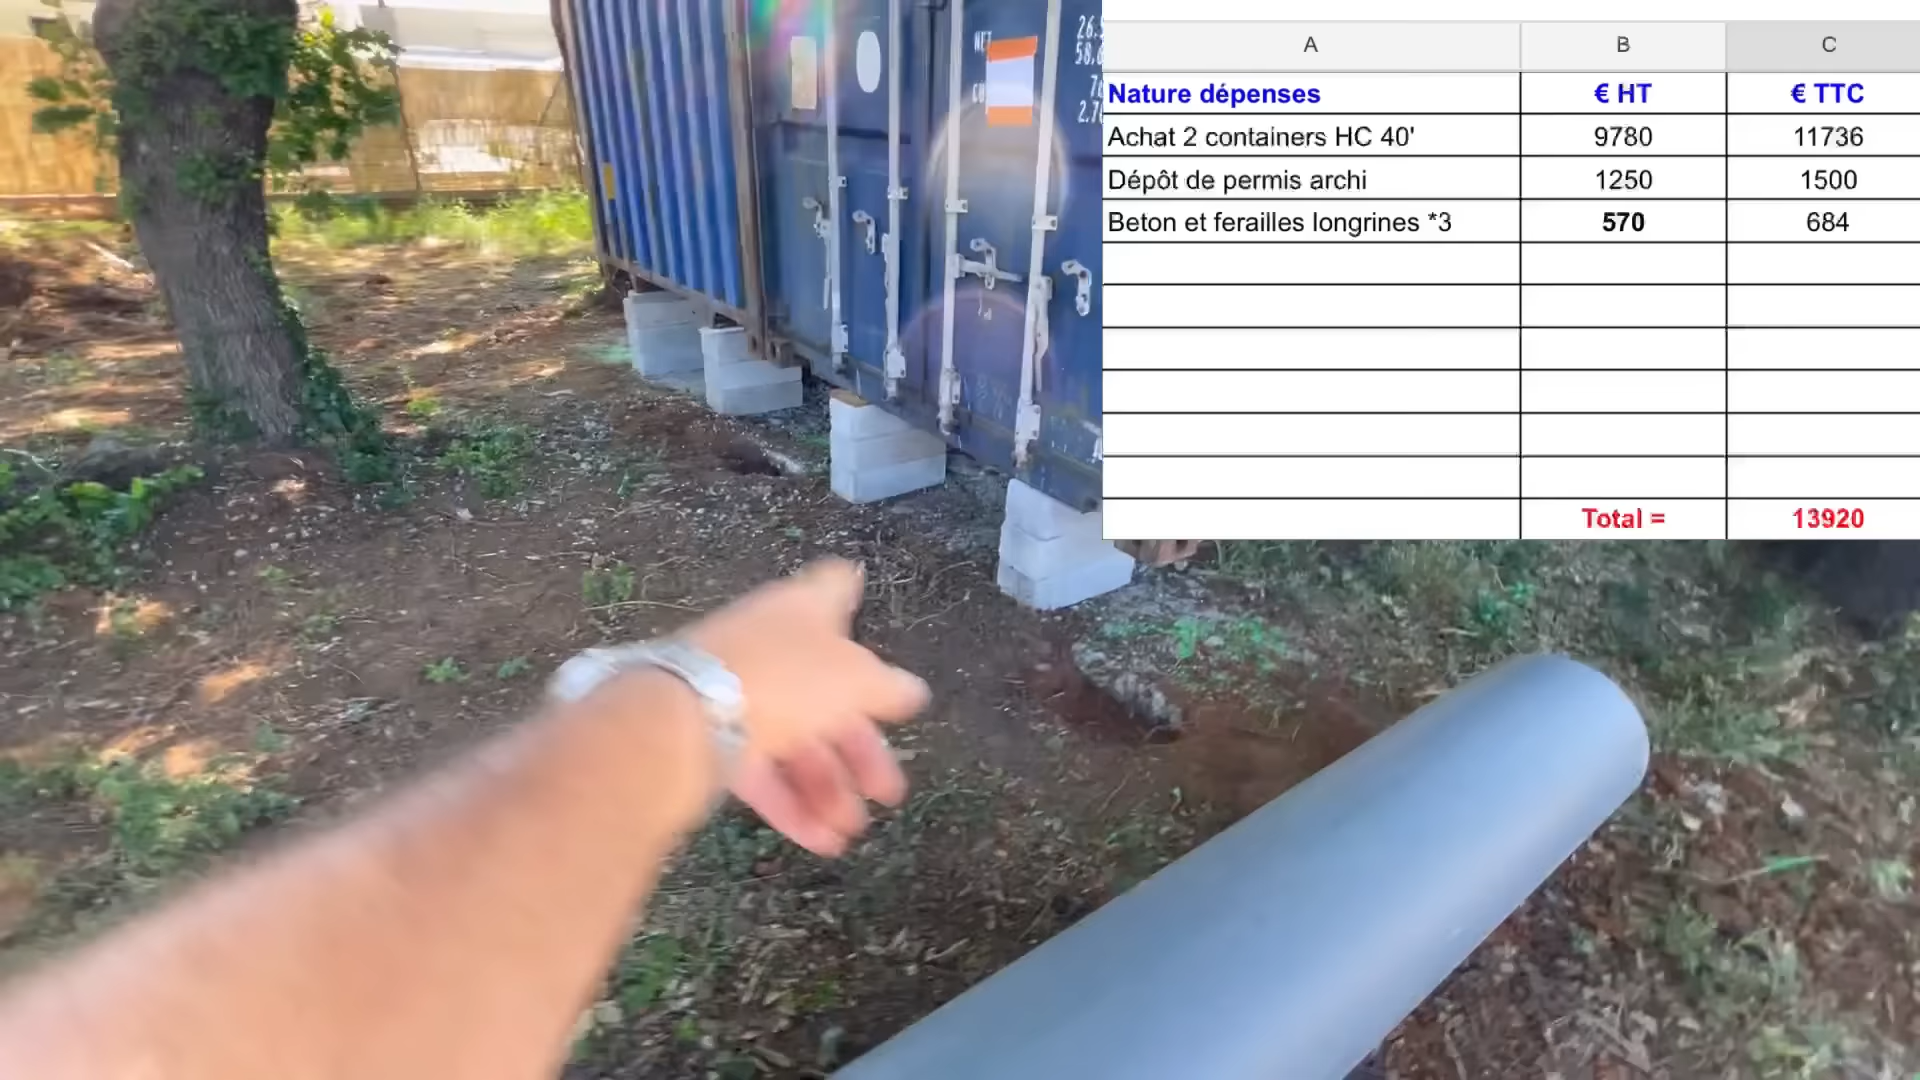 A B C
Nature dépenses € HT € TTC
Achat 2 containers HC 40' 9780 11736
Dépôt de permis archi 1250 1500
Beton et ferailles longrines *3 570 684
Total = 13920
NET